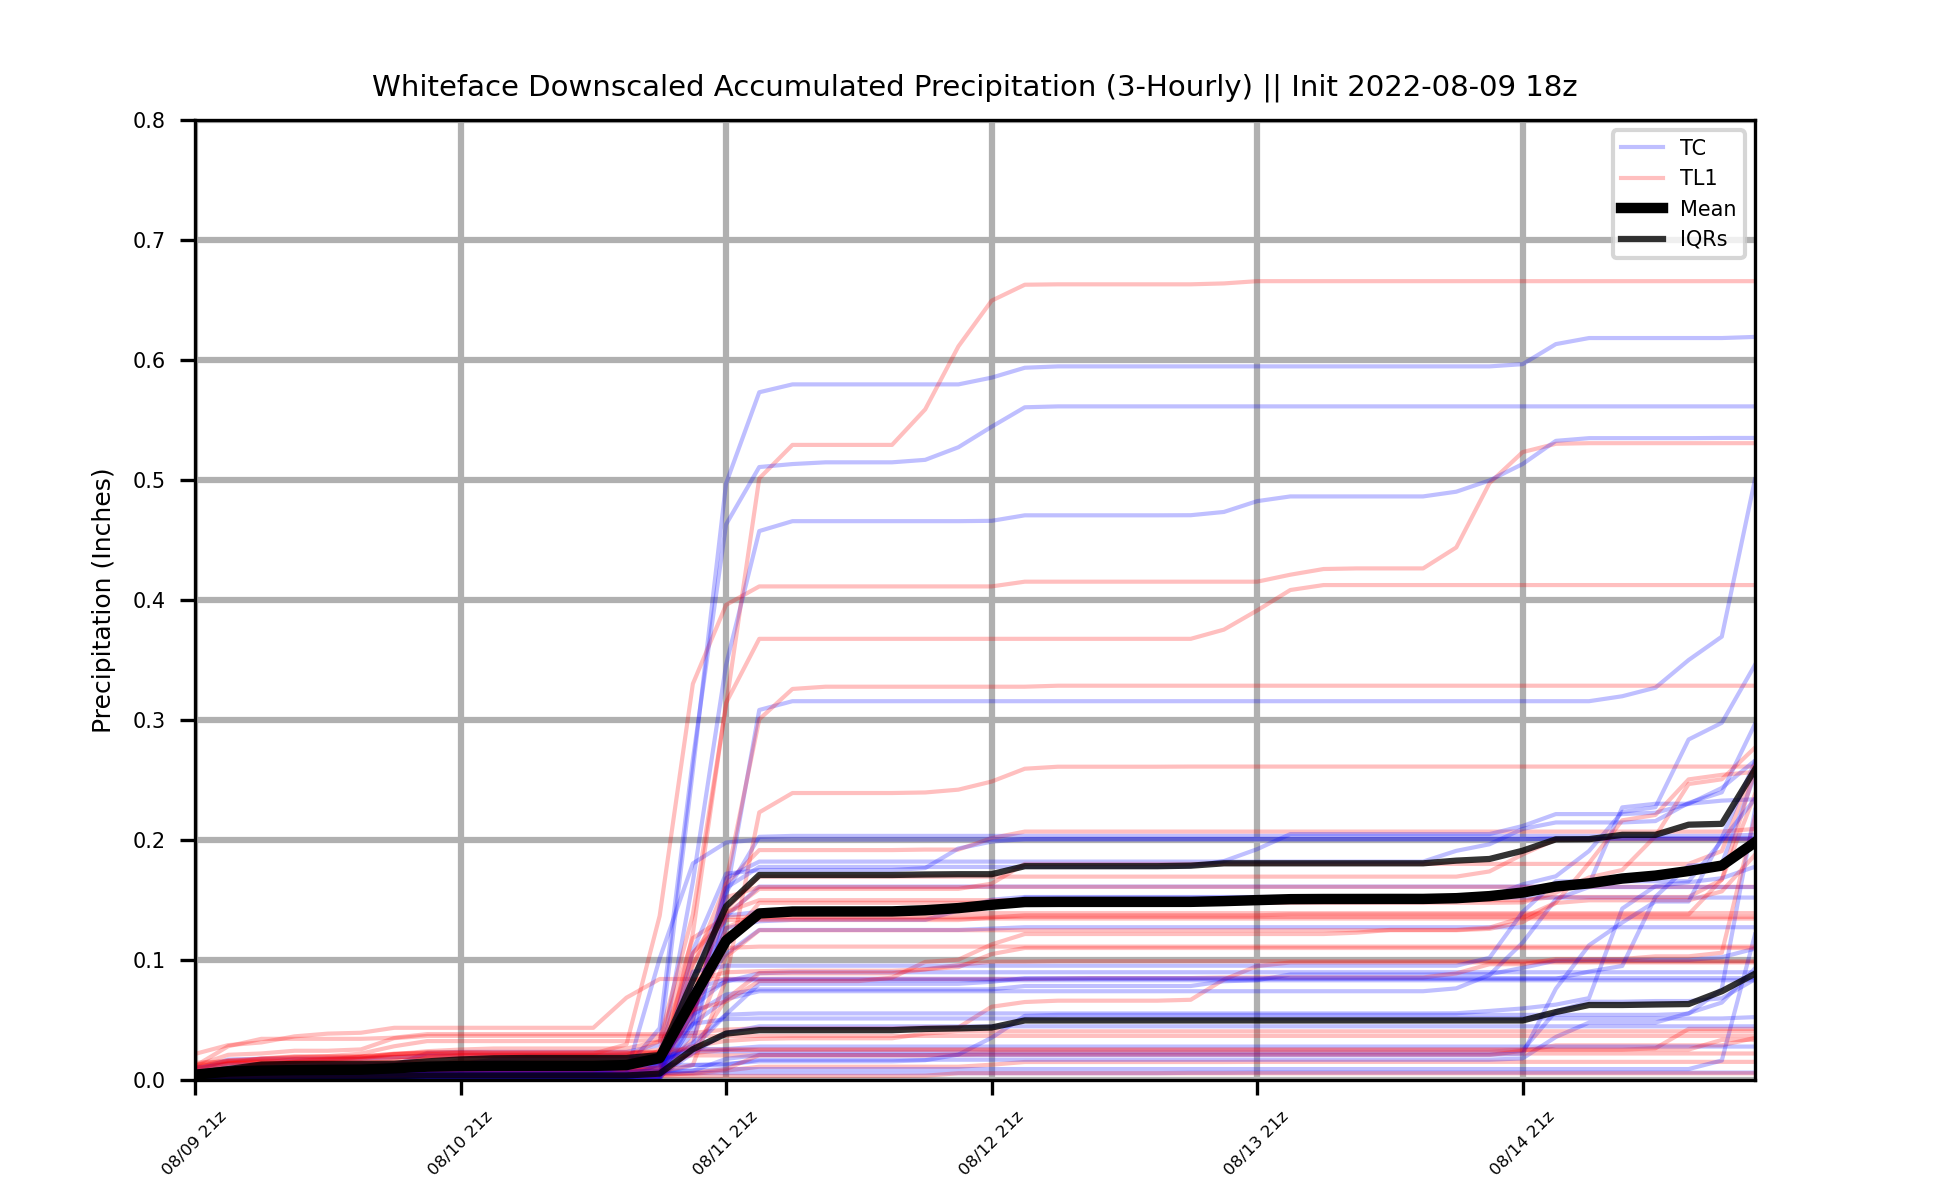 Whiteface Downscaled Accumulated Precipitation (3-Hourly) || Init 2022-08-09 18z
TC
TL1
Mean
IQRs
Precipitation (Inches)
0.8
0.7
0.6
0.5
0.4
0.3
0.2
0.1
0.0
08/09 21z
08/10 21z
08/11 21z
08/12 21z
08/13 21z
08/14 21z